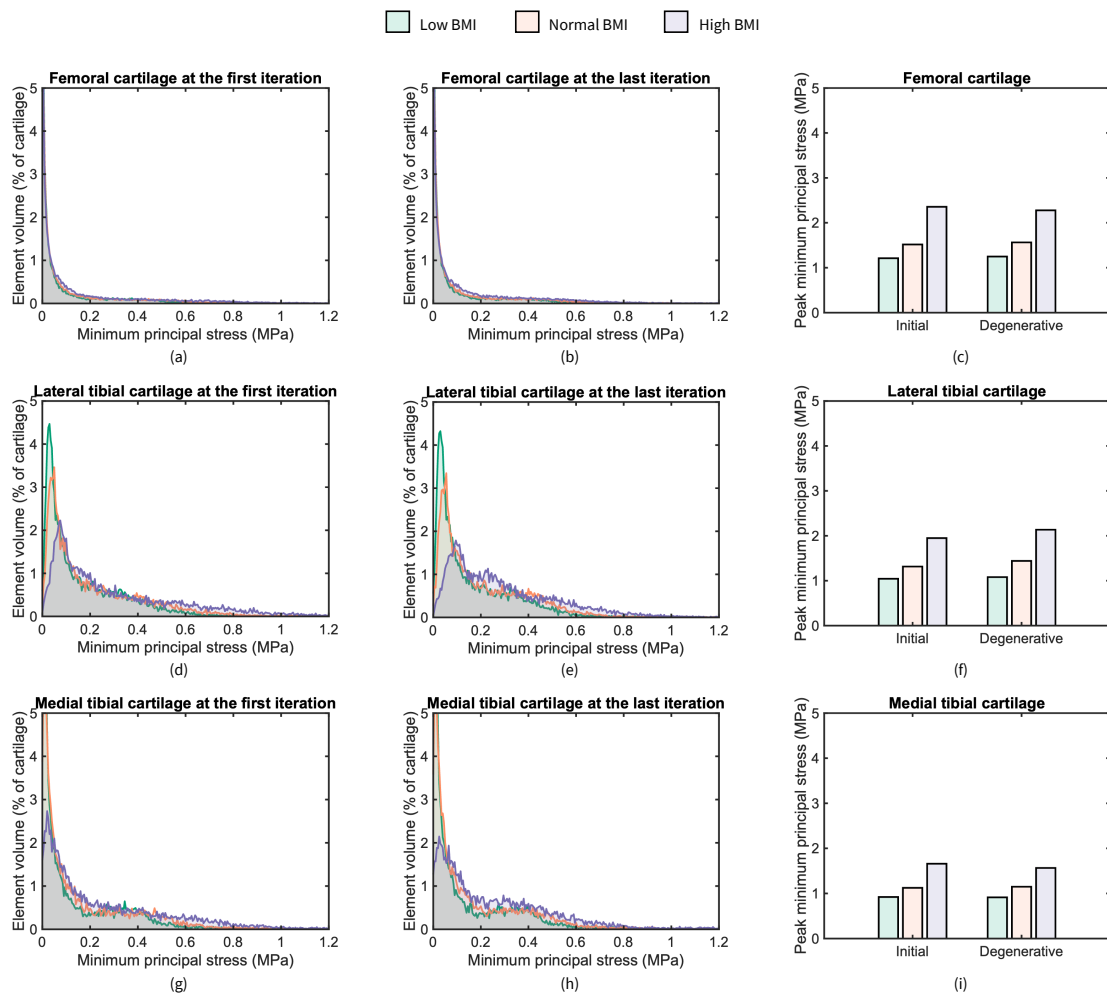 Low BMI
Normal BMI
High BMI
Femoral cartilage at the first iteration
Element volume (% of cartilage)
5
4
3
2
1
0
0 0.2 0.4 0.6 0.8 1 1.2
Minimum principal stress (MPa)
(a)
Femoral cartilage at the last iteration
Element volume (% of cartilage)
5
4
3
2
1
0
0 0.2 0.4 0.6 0.8 1 1.2
Minimum principal stress (MPa)
(b)
Femoral cartilage
Peak minimum principal stress (MPa)
5
4
3
2
1
0
Initial Degenerative
(c)
Lateral tibial cartilage at the first iteration
Element volume (% of cartilage)
5
4
3
2
1
0
0 0.2 0.4 0.6 0.8 1 1.2
Minimum principal stress (MPa)
(d)
Lateral tibial cartilage at the last iteration
Element volume (% of cartilage)
5
4
3
2
1
0
0 0.2 0.4 0.6 0.8 1 1.2
Minimum principal stress (MPa)
(e)
Lateral tibial cartilage
Peak minimum principal stress (MPa)
5
4
3
2
1
0
Initial Degenerative
(f)
Medial tibial cartilage at the first iteration
Element volume (% of cartilage)
5
4
3
2
1
0
0 0.2 0.4 0.6 0.8 1 1.2
Minimum principal stress (MPa)
(g)
Medial tibial cartilage at the last iteration
Element volume (% of cartilage)
5
4
3
2
1
0
0 0.2 0.4 0.6 0.8 1 1.2
Minimum principal stress (MPa)
(h)
Medial tibial cartilage
Peak minimum principal stress (MPa)
5
4
3
2
1
0
Initial Degenerative
(i)